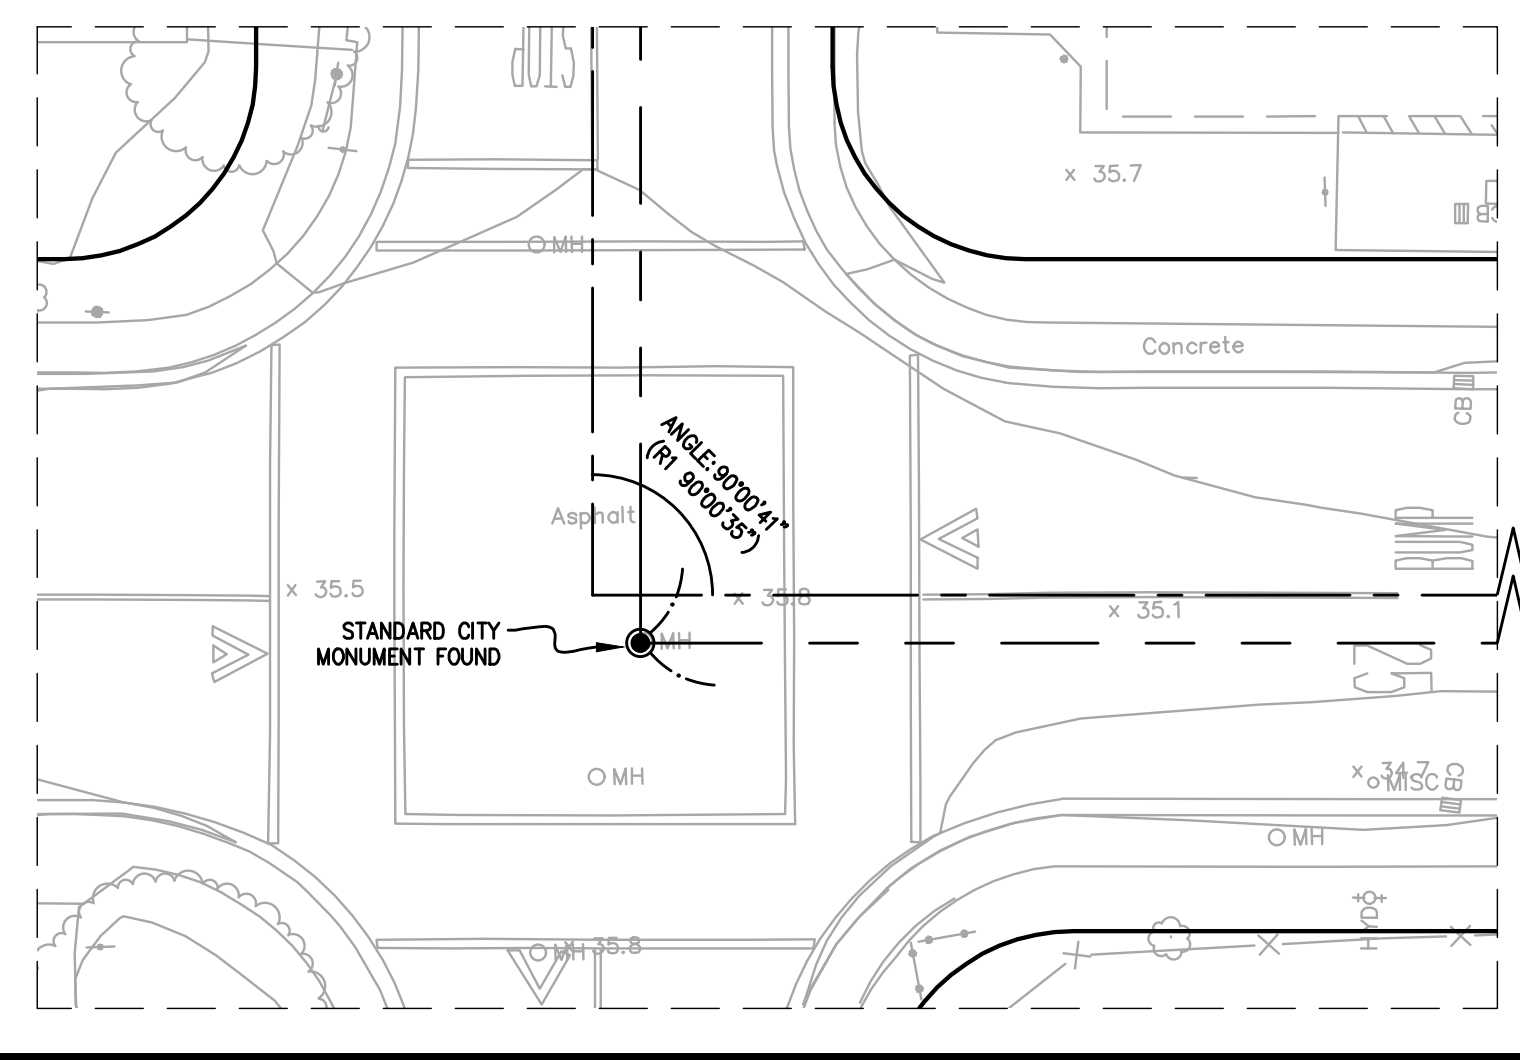 x 35.7
MH
CB
Concrete
CB
ANGLE:90°00'41"
(R1 90°00'35")
Asphalt
x 35.5
x 35.8
x 35.1
STANDARD CITY
MONUMENT FOUND
MH
MH
x 34.7
MISC
CB
MH
HYD
MH
x 35.8